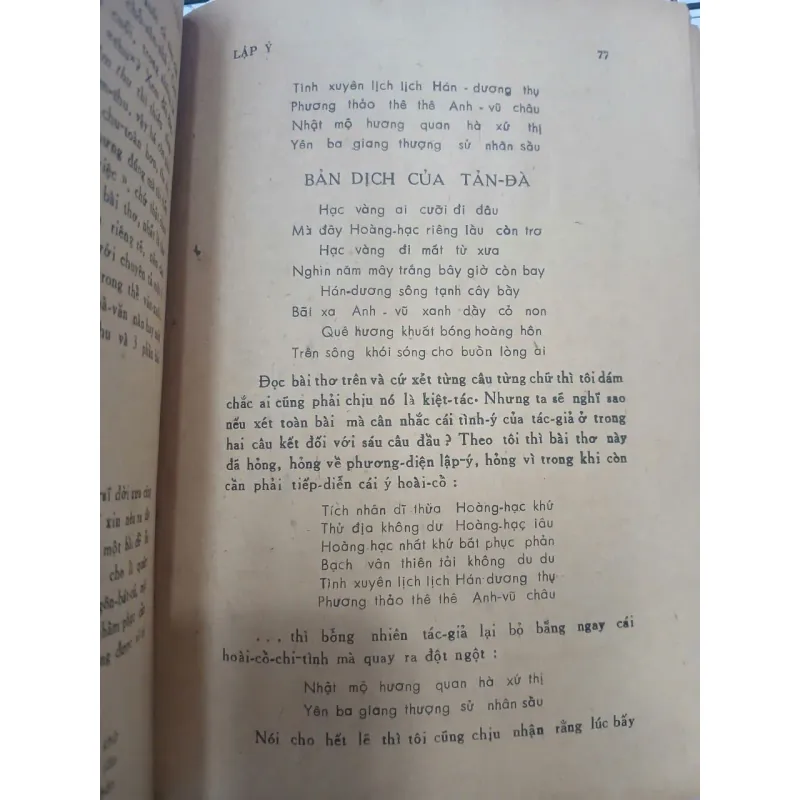 LẬP Ý 77
Tình xuyên lịch lịch Hán - dương thụ
Phương thảo thê thê Anh - vũ châu
Nhật mộ hương quan hà xứ thị
Yên ba giang thượng sử nhân sầu
BẢN DỊCH CỦA TẢN-ĐÀ
Hạc vàng ai cưỡi đi đâu
Mà đây Hoàng-hạc riêng lầu còn trơ
Hạc vàng đi mất từ xưa
Nghìn năm mây trắng bây giờ còn bay
Hán-dương sông tạnh cây bày
Bãi xa Anh - vũ xanh dầy cỏ non
Quê hương khuất bóng hoàng hôn
Trên sông khói sóng cho buồn lòng ai
Đọc bài thơ trên và cứ xét từng câu từng chữ thì tôi dám
chắc ai cũng phải chịu nó là kiệt-tác. Nhưng ta sẽ nghĩ sao
nếu xét toàn bài mà cân nhắc cái tình-ý của tác-giả ở trong
hai câu kết đối với sáu câu đầu ? Theo tôi thì bài thơ này
đã hỏng, hỏng về phương-diện lập-ý, hỏng vì trong khi còn
cần phải tiếp-diễn cái ý hoài-cổ :
Tích nhân dĩ thừa Hoàng-hạc khứ
Thử địa không dư Hoàng-hạc lâu
Hoàng-hạc nhất khứ bất phục phản
Bạch vân thiên tải không du du
Tình xuyên lịch lịch Hán-dương thụ
Phương thảo thê thê Anh-vũ châu
. . . thì bỗng nhiên tác-giả lại bỏ bẵng ngay cái
hoài-cổ-chi-tình mà quay ra đột ngột :
Nhật mộ hương quan hà xứ thị
Yên ba giang thượng sử nhân sầu
Nói cho hết lẽ thì tôi cũng chịu nhận rằng lúc bấy